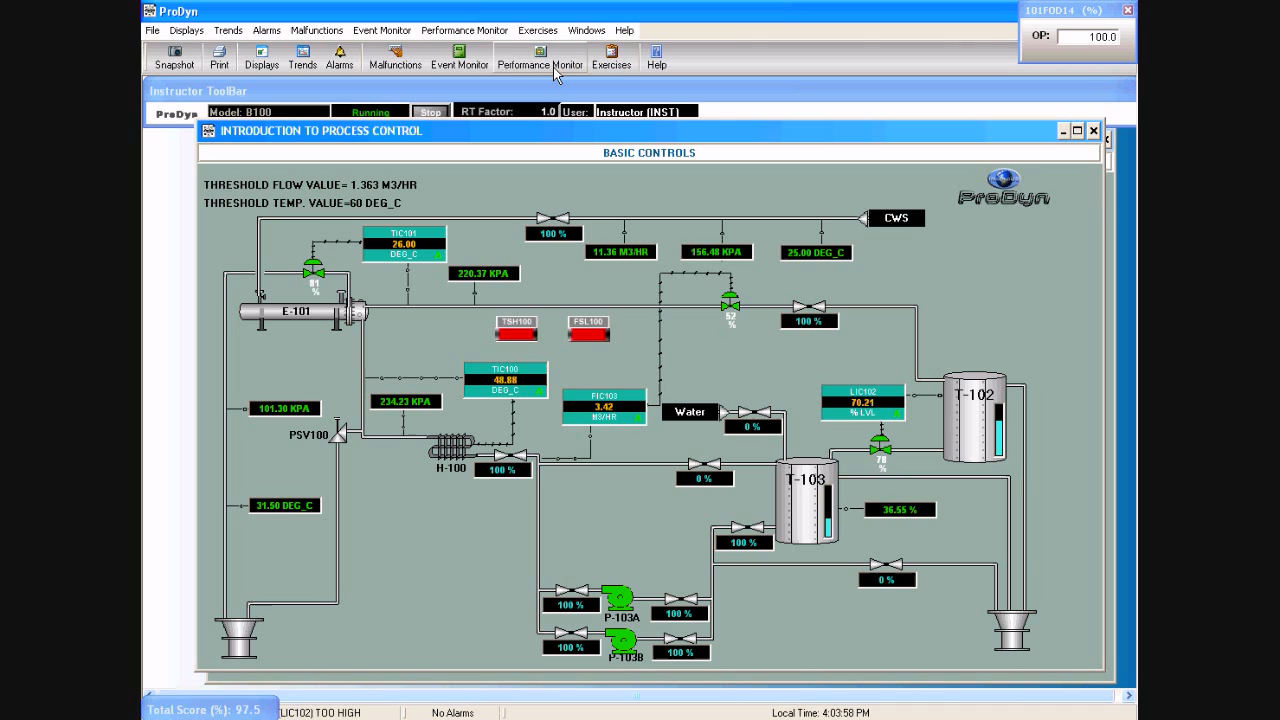 ProDyn
101FOD14 (%)
File Displays Trends Alarms Malfunctions Event Monitor Performance Monitor Exercises Windows Help
OP: 100.0
Snapshot Print Displays Trends Alarms Malfunctions Event Monitor Performance Monitor Exercises Help
Instructor ToolBar
ProDyn Model: B100 Running Stop RT Factor: 1.0 User: Instructor (INST)
INTRODUCTION TO PROCESS CONTROL
BASIC CONTROLS
THRESHOLD FLOW VALUE= 1.363 M3/HR
THRESHOLD TEMP. VALUE=60 DEG_C
ProDyn
CWS
TIC101
26.00
DEG_C
100 %
11.36 M3/HR
156.48 KPA
25.00 DEG_C
220.37 KPA
81
%
E-101
TSH100
FSL100
52
%
100 %
TIC100
48.88
DEG_C
FIC103
3.42
M3/HR
LIC102
70.21
% LVL
T-102
101.30 KPA
234.23 KPA
Water
0 %
PSV100
H-100
100 %
0 %
78
%
T-103
31.50 DEG_C
36.55 %
100 %
0 %
100 %
P-103A
100 %
100 %
P-103B
100 %
Total Score (%): 97.5
(LIC102) TOO HIGH
No Alarms
Local Time: 4:03:58 PM